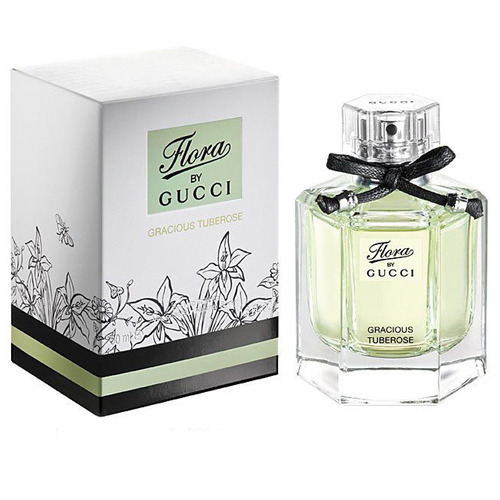 Flora
BY
GUCCI
GRACIOUS TUBEROSE
GUCCI
Flora
BY
GUCCI
GRACIOUS
TUBEROSE